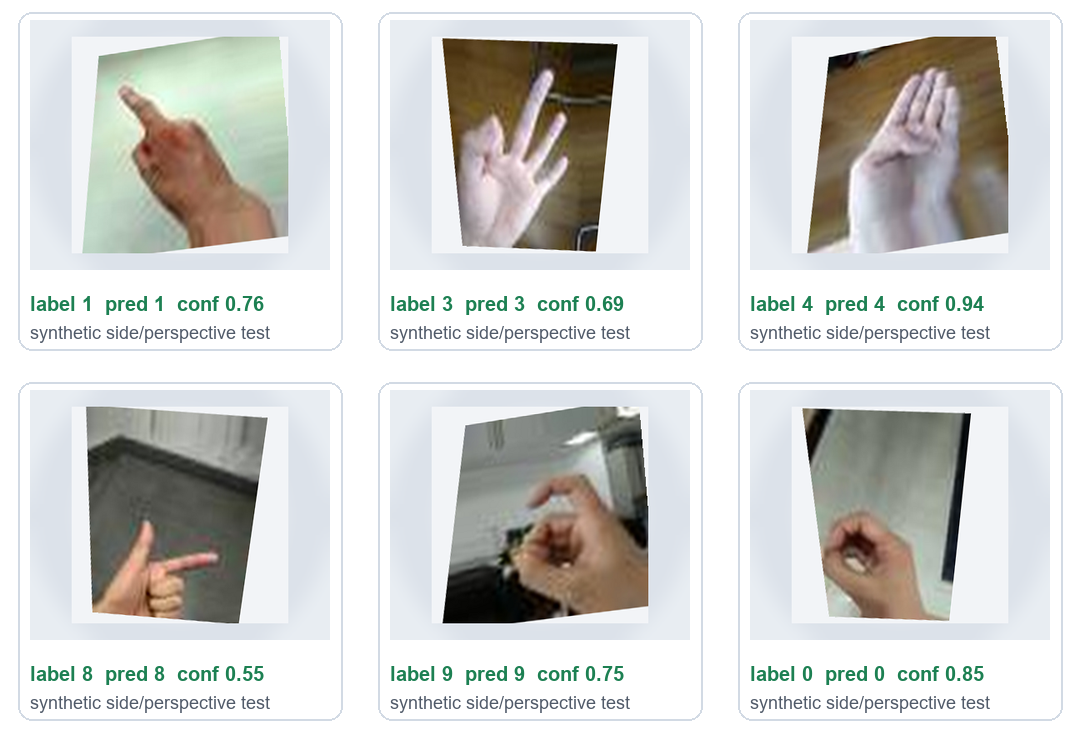 label 1 pred 1 conf 0.76
synthetic side/perspective test
label 3 pred 3 conf 0.69
synthetic side/perspective test
label 4 pred 4 conf 0.94
synthetic side/perspective test
label 8 pred 8 conf 0.55
synthetic side/perspective test
label 9 pred 9 conf 0.75
synthetic side/perspective test
label 0 pred 0 conf 0.85
synthetic side/perspective test